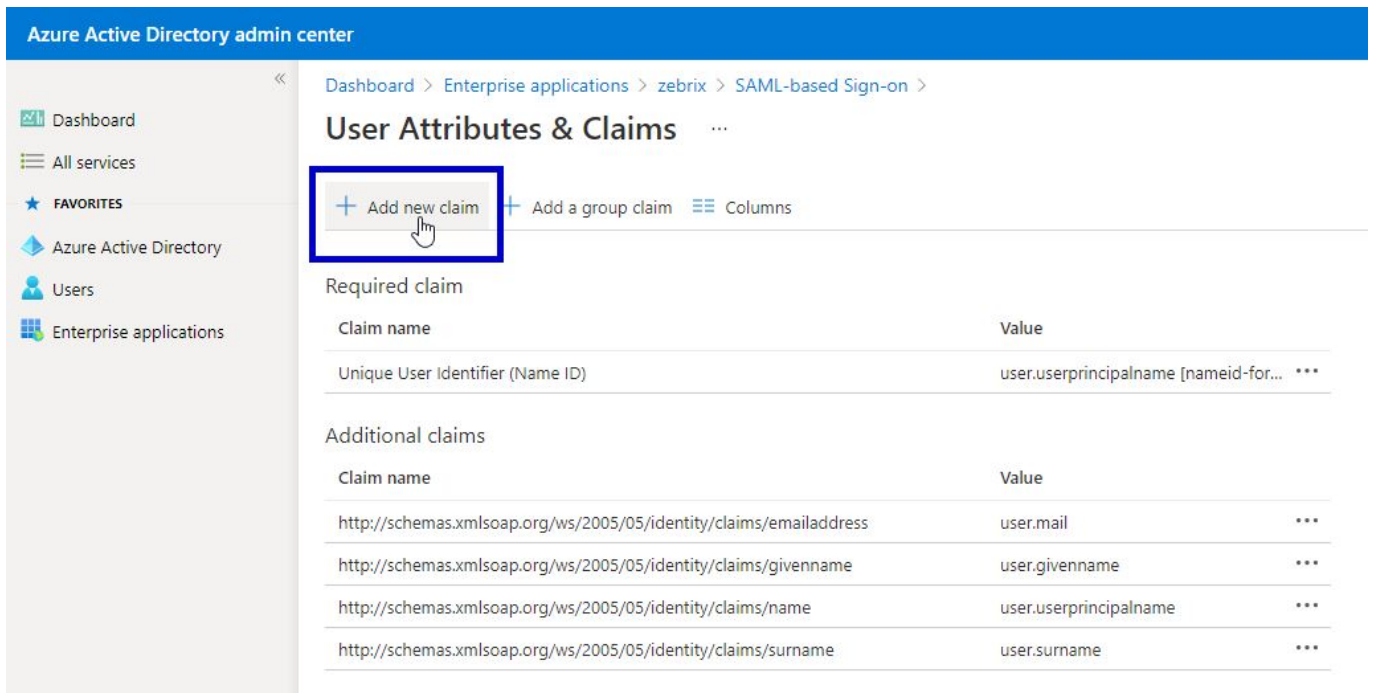 Azure Active Directory admin center
«
Dashboard > Enterprise applications > zebrix > SAML-based Sign-on >
User Attributes & Claims ...
Dashboard
All services
FAVORITES
Azure Active Directory
Users
Enterprise applications
+ Add new claim + Add a group claim Columns
Required claim
Claim name Value
Unique User Identifier (Name ID) user.userprincipalname [nameid-for... ...
Additional claims
Claim name Value
http://schemas.xmlsoap.org/ws/2005/05/identity/claims/emailaddress user.mail ...
http://schemas.xmlsoap.org/ws/2005/05/identity/claims/givenname user.givenname ...
http://schemas.xmlsoap.org/ws/2005/05/identity/claims/name user.userprincipalname ...
http://schemas.xmlsoap.org/ws/2005/05/identity/claims/surname user.surname ...